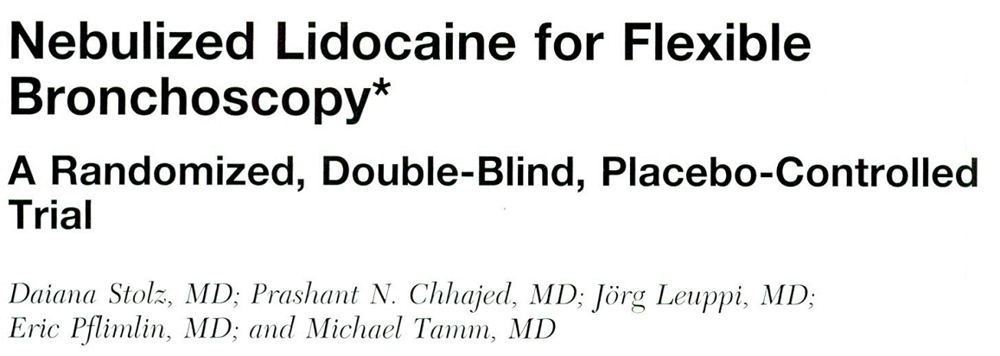 Nebulized Lidocaine for Flexible
Bronchoscopy*
A Randomized, Double-Blind, Placebo-Controlled
Trial
Daiana Stolz, MD; Prashant N. Chhajed, MD; Jörg Leuppi, MD;
Eric Pflimlin, MD; and Michael Tamm, MD